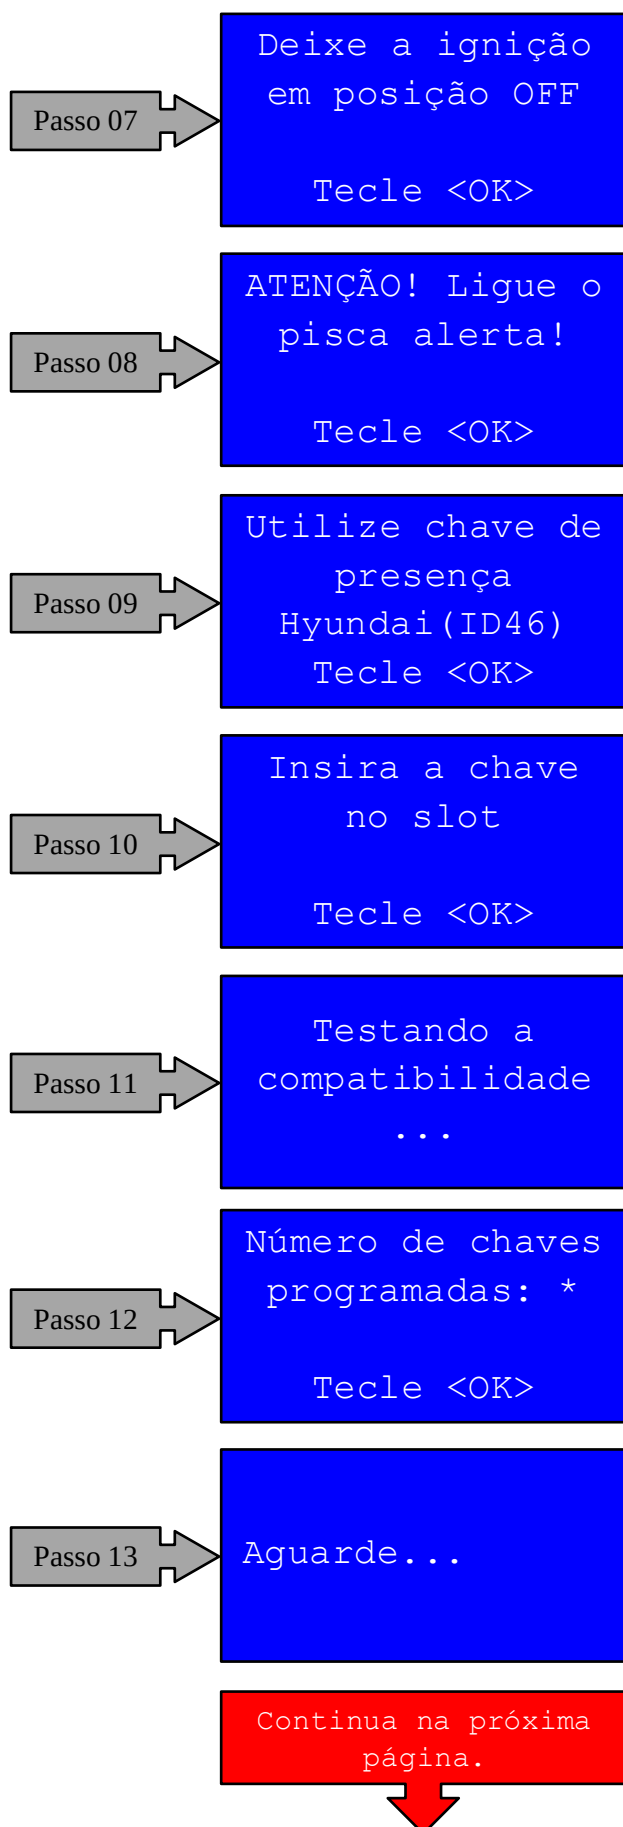 Passo 07
Deixe a ignição
em posição OFF
Tecle <OK>
Passo 08
ATENÇÃO! Ligue o
pisca alerta!
Tecle <OK>
Passo 09
Utilize chave de
presença
Hyundai(ID46)
Tecle <OK>
Passo 10
Insira a chave
no slot
Tecle <OK>
Passo 11
Testando a
compatibilidade
...
Passo 12
Número de chaves
programadas: *
Tecle <OK>
Passo 13
Aguarde...
Continua na próxima
página.